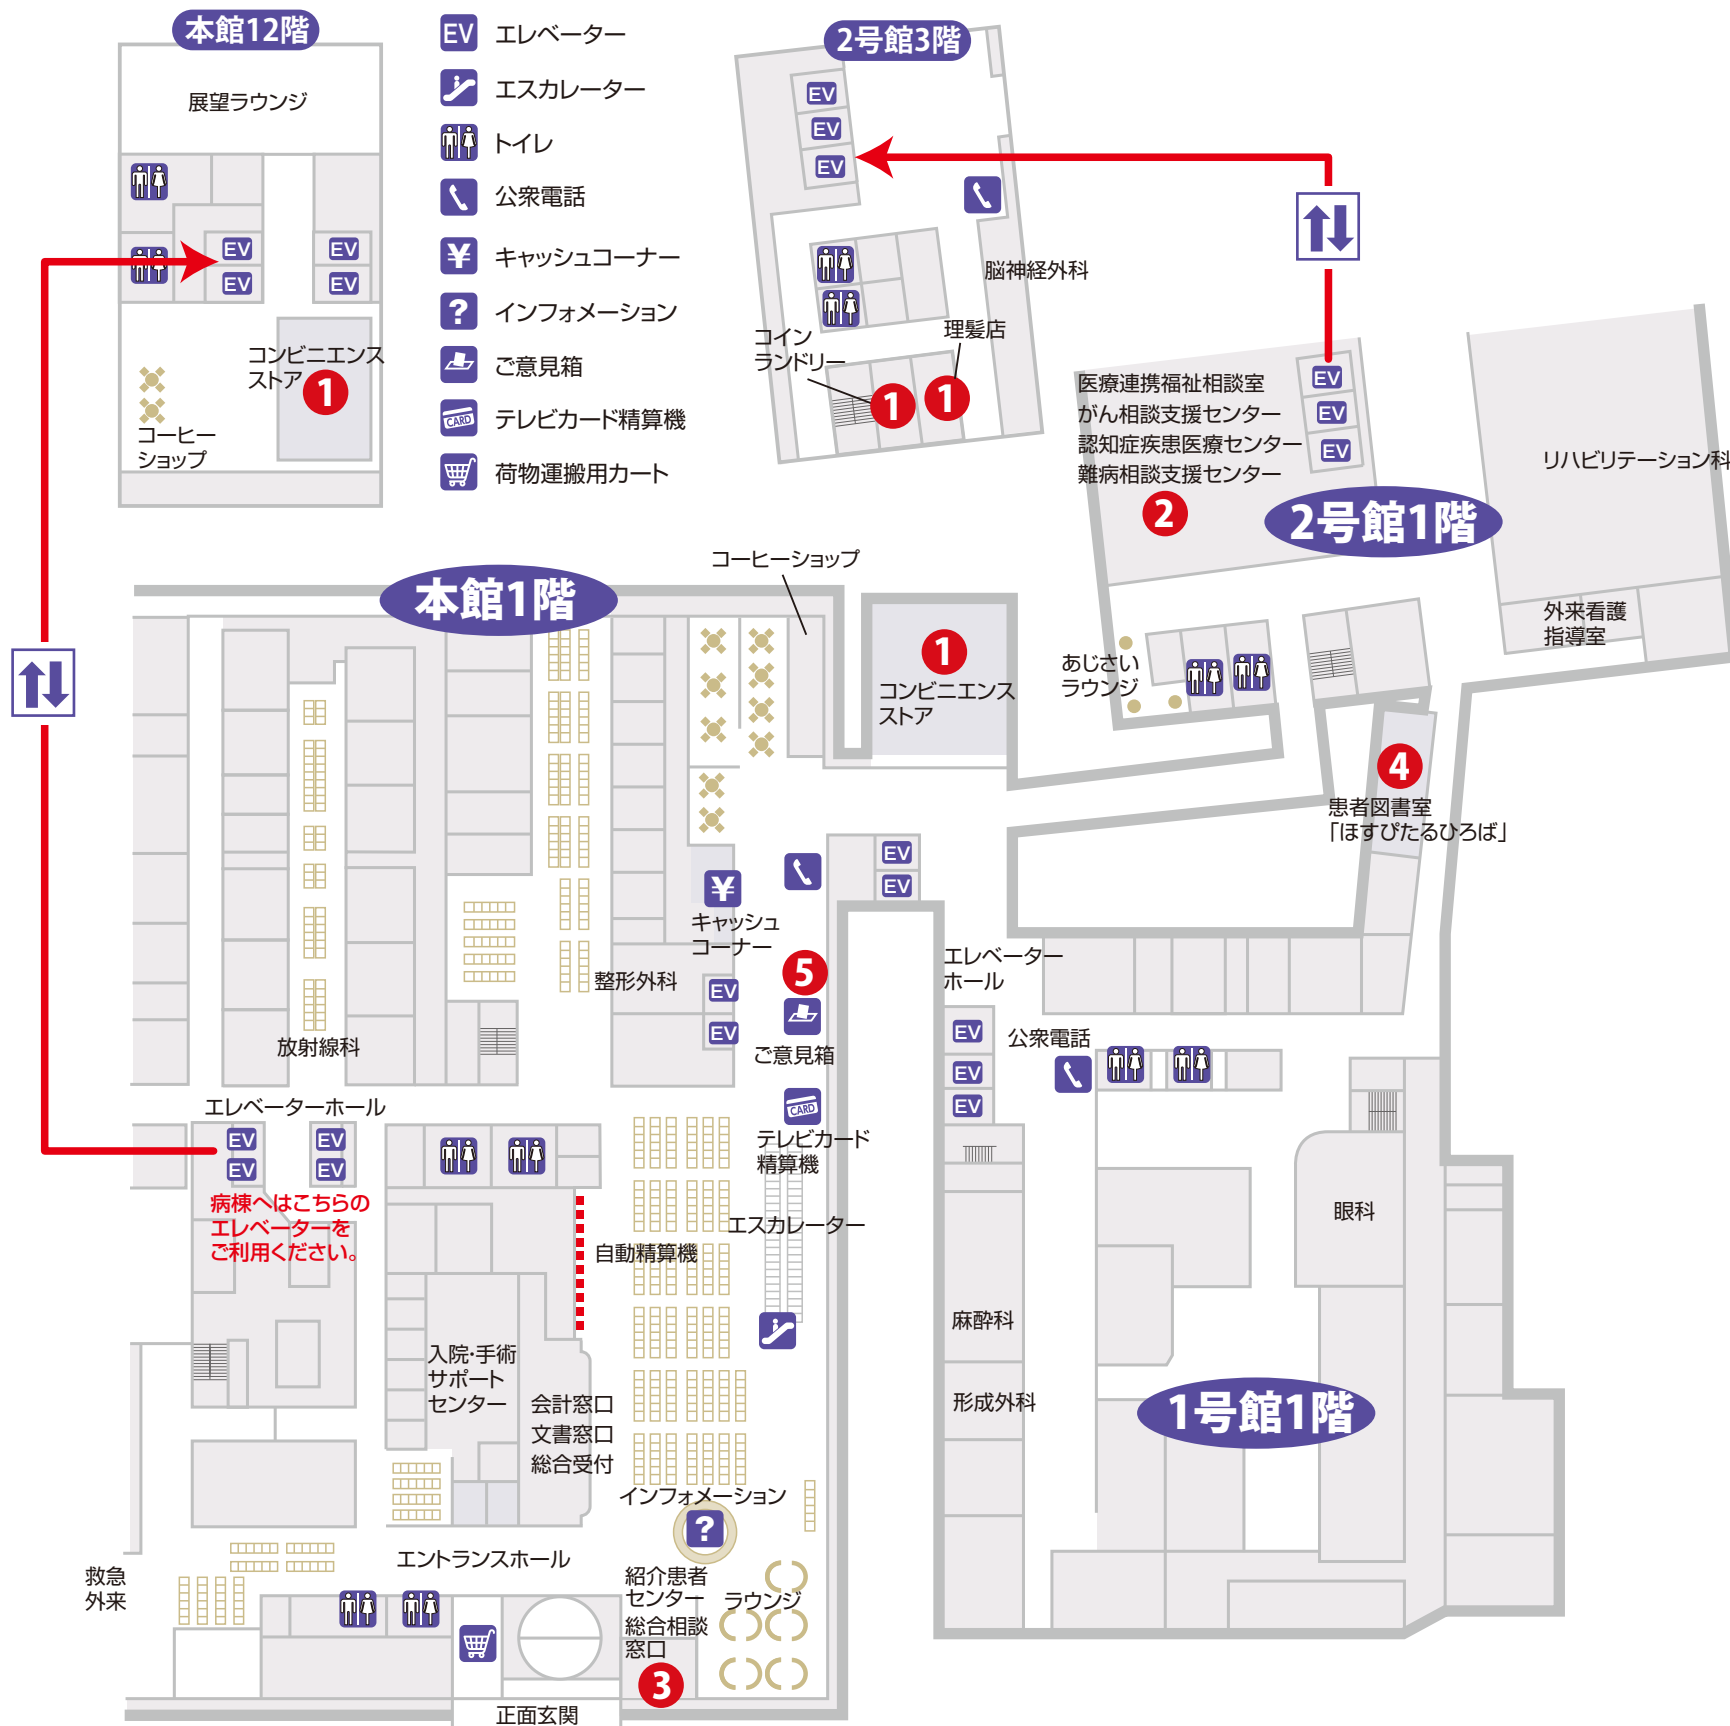 本館12階
展望ラウンジ
EV
EV
EV
EV
コンビニエンス
ストア
1
コーヒー
ショップ
EV エレベーター
エスカレーター
トイレ
公衆電話
¥ キャッシュコーナー
? インフォメーション
ご意見箱
CARD テレビカード精算機
荷物運搬用カート
2号館3階
EV
EV
EV
脳神経外科
コイン
ランドリー
理髪店
1
1
医療連携福祉相談室
がん相談支援センター
認知症疾患医療センター
難病相談支援センター
2
EV
EV
EV
2号館1階
リハビリテーション科
外来看護
指導室
あじさい
ラウンジ
4
患者図書室
「ほすぴたるひろば」
本館1階
コーヒーショップ
1
コンビニエンス
ストア
EV
EV
¥
キャッシュ
コーナー
整形外科
EV
EV
5
ご意見箱
CARD
テレビカード
精算機
エスカレーター
放射線科
エレベーターホール
EV
EV
EV
EV
病棟へはこちらの
エレベーターを
ご利用ください。
自動精算機
入院・手術
サポート
センター
会計窓口
文書窓口
総合受付
インフォメーション
?
エントランスホール
救急
外来
紹介患者
センター
総合相談
窓口
3
ラウンジ
正面玄関
エレベーター
ホール
EV
EV
EV
公衆電話
眼科
麻酔科
形成外科
1号館1階